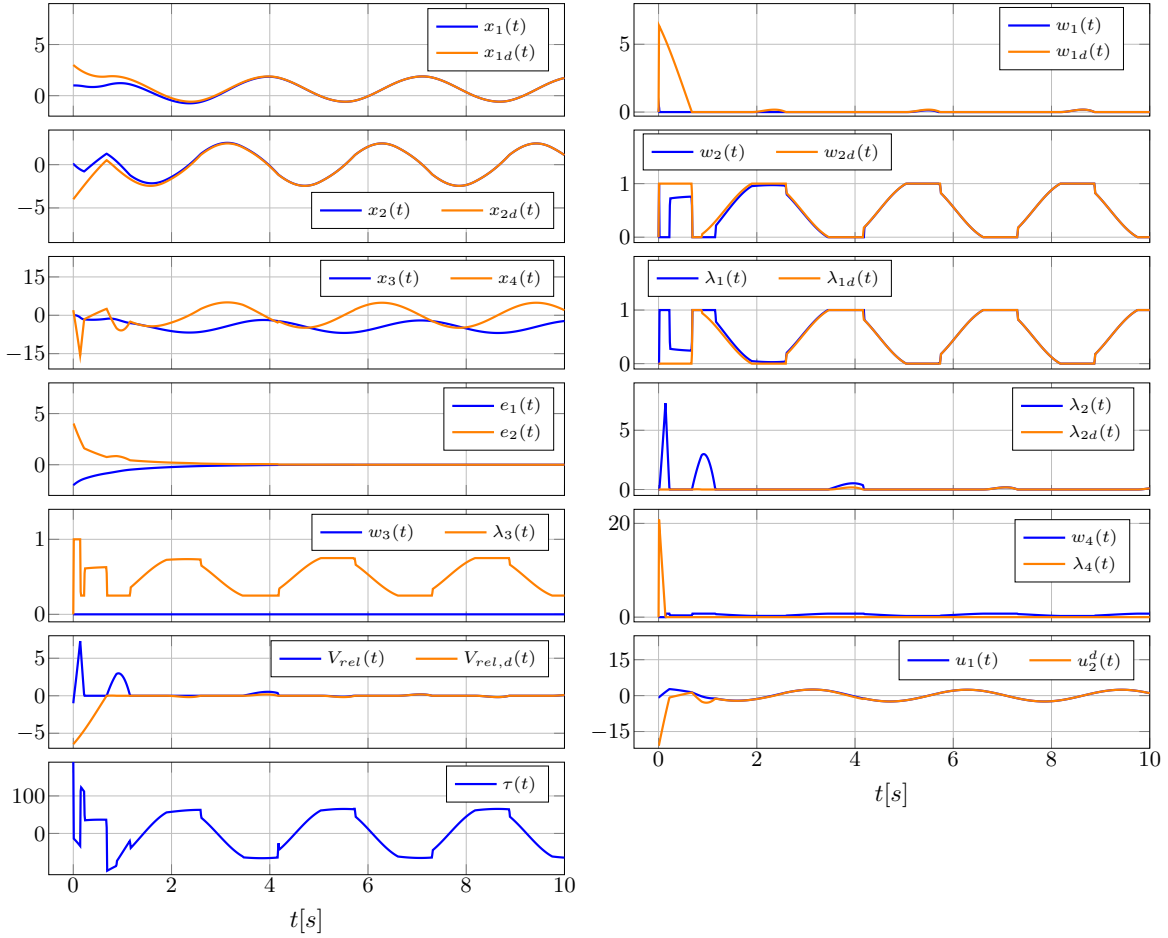 5
0
x₁(t)
x₁d(t)
0
−5
x₂(t) x₂d(t)
15
0
−15
x₃(t) x₄(t)
5
0
e₁(t)
e₂(t)
1
0
w₃(t) λ₃(t)
5
0
−5
V_rel(t) V_rel,d(t)
100
0
τ(t)
0 2 4 6 8 10
t[s]
5
0
w₁(t)
w₁d(t)
1
0
w₂(t) w₂d(t)
1
0
λ₁(t) λ₁d(t)
5
0
λ₂(t)
λ₂d(t)
20
0
w₄(t)
λ₄(t)
15
0
−15
u₁(t) u₂ᵈ(t)
0 2 4 6 8 10
t[s]